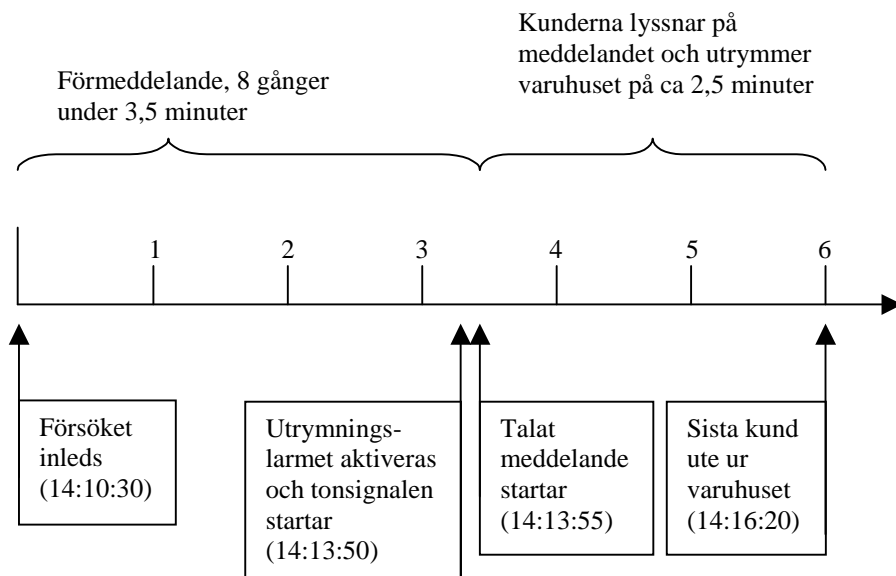 Kunderna lyssnar på
meddelandet och utrymmer
varuhuset på ca 2,5 minuter
Förmeddelande, 8 gånger
under 3,5 minuter
1
2
3
4
5
6
Försöket
inleds
(14:10:30)
Utrymnings-
larmet aktiveras
och tonsignalen
startar
(14:13:50)
Talat
meddelande
startar
(14:13:55)
Sista kund
ute ur
varuhuset
(14:16:20)